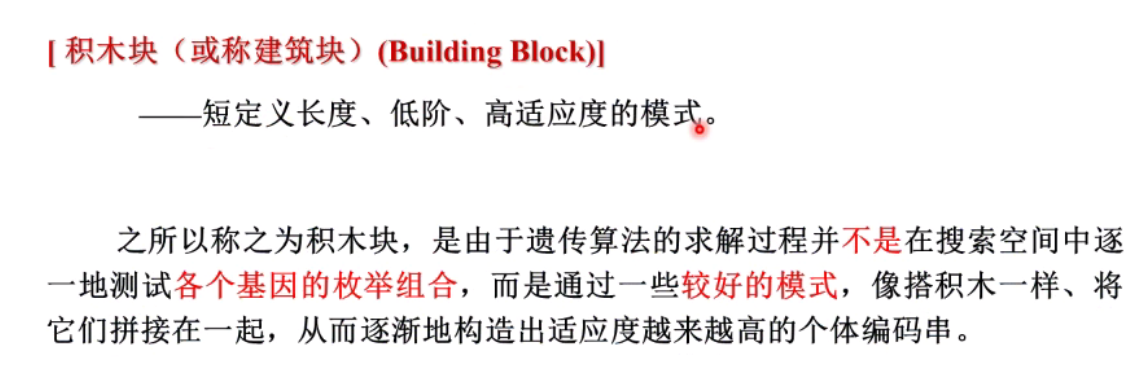 [ 积木块（或称建筑块）(Building Block)]
——短定义长度、低阶、高适应度的模式。
之所以称之为积木块，是由于遗传算法的求解过程并不是在搜索空间中逐
一地测试各个基因的枚举组合，而是通过一些较好的模式，像搭积木一样、将
它们拼接在一起，从而逐渐地构造出适应度越来越高的个体编码串。